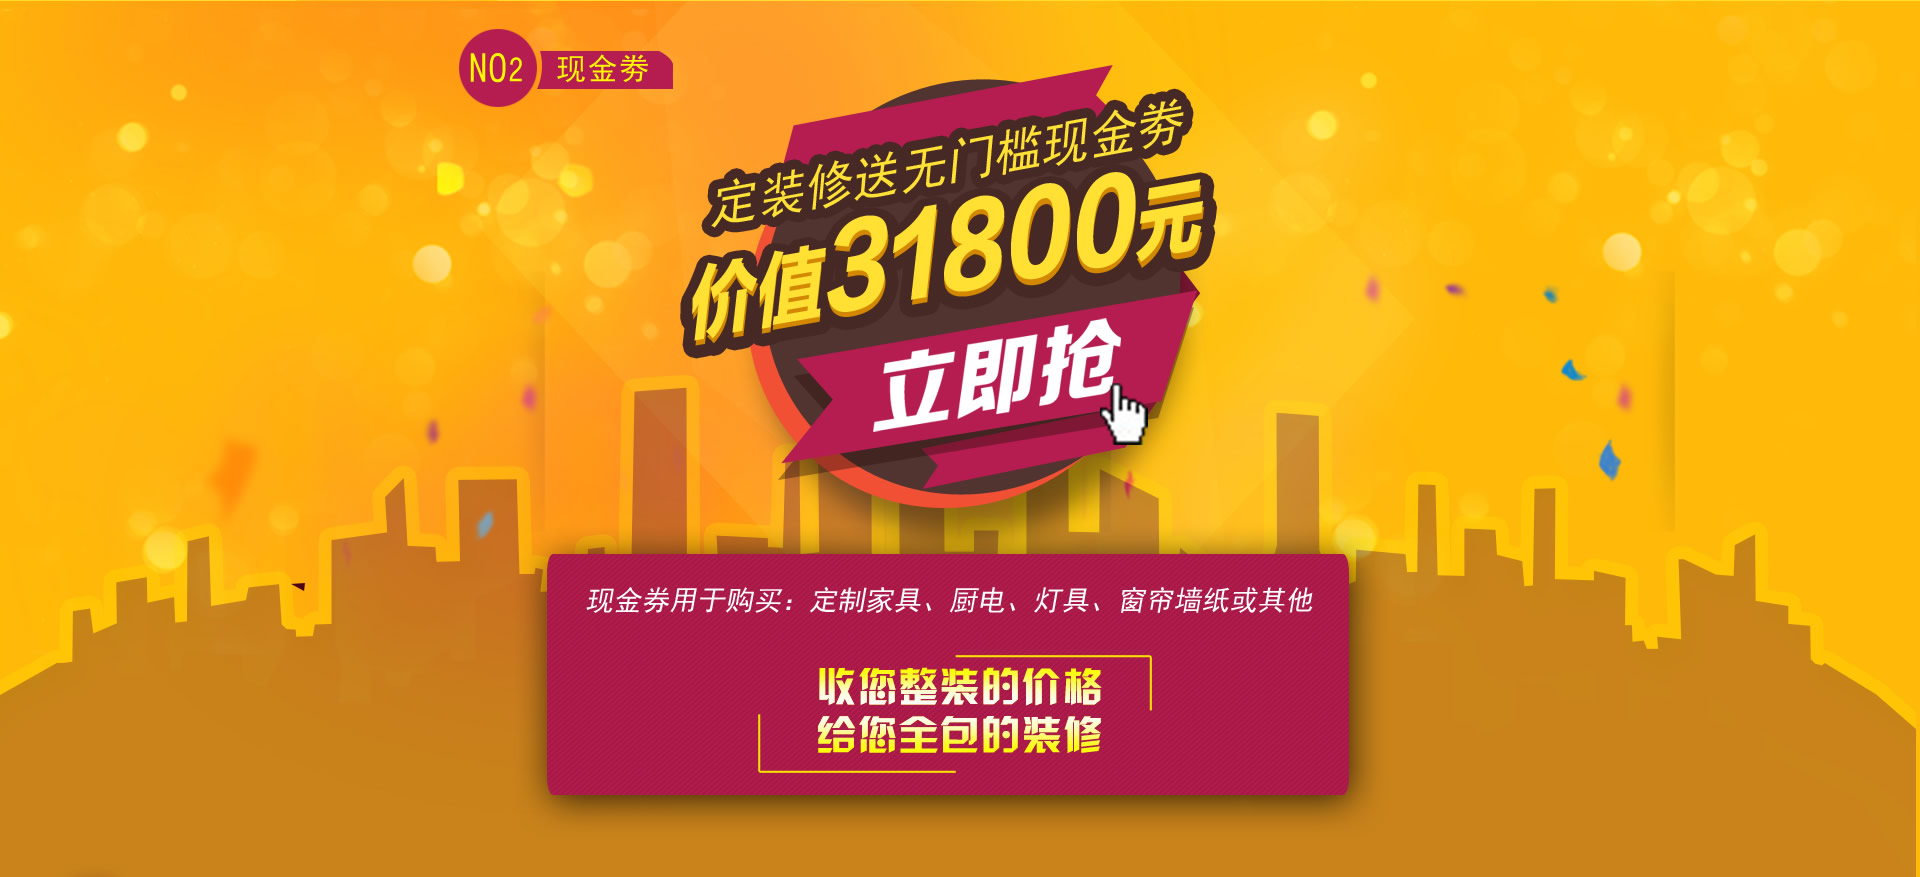 NO2 现金劵
定装修送无门槛现金劵
价值31800元
立即抢
现金券用于购买：定制家具、厨电、灯具、窗帘墙纸或其他
收您整装的价格
给您全包的装修